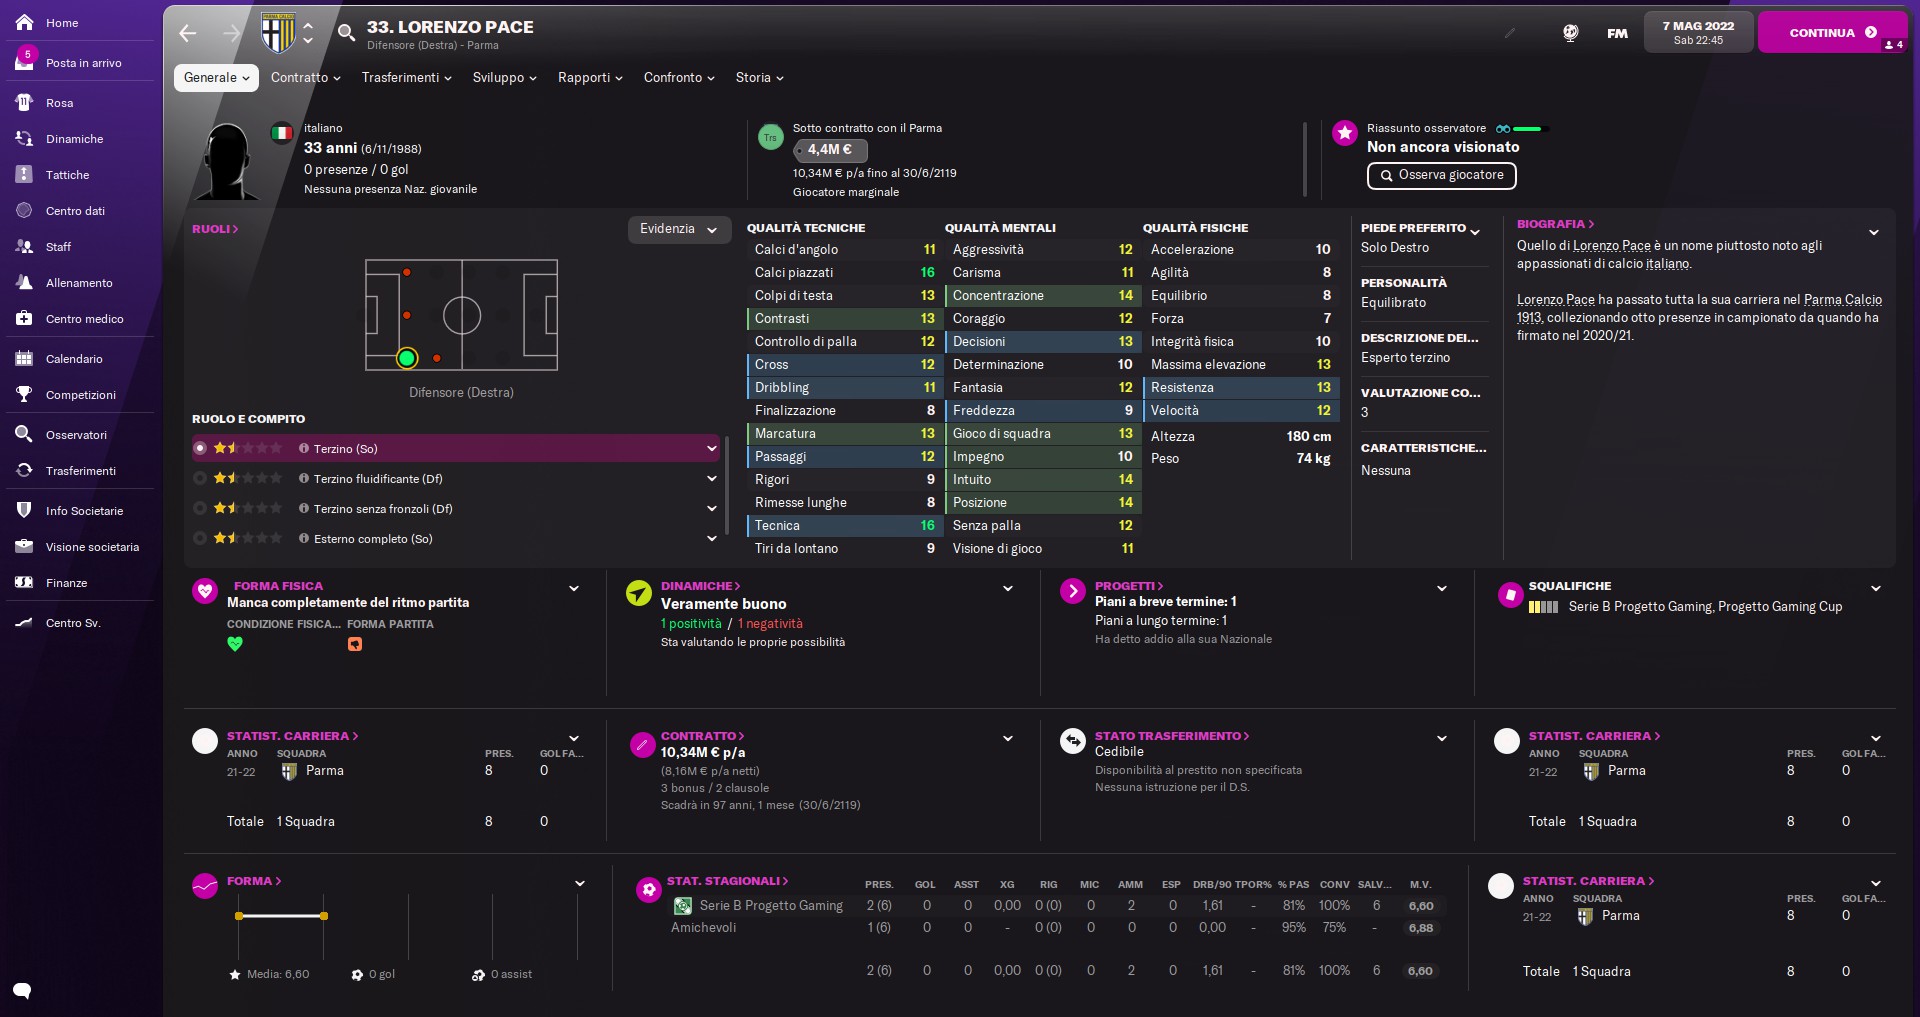 Home
5
Posta in arrivo
Rosa
Dinamiche
Tattiche
Centro dati
Staff
Allenamento
Centro medico
Calendario
Competizioni
Osservatori
Trasferimenti
Info Societarie
Visione societaria
Finanze
Centro Sv.
33. LORENZO PACE
Difensore (Destra) - Parma
FM
7 MAG 2022
Sab 22:45
CONTINUA
4
Generale Contratto Trasferimenti Sviluppo Rapporti Confronto Storia
italiano
33 anni (6/11/1988)
0 presenze / 0 gol
Nessuna presenza Naz. giovanile
Trs
Sotto contratto con il Parma
4,4M €
10,34M € p/a fino al 30/6/2119
Giocatore marginale
Riassunto osservatore
Non ancora visionato
Osserva giocatore
RUOLI
Evidenzia
Difensore (Destra)
RUOLO E COMPITO
Terzino (So)
Terzino fluidificante (Df)
Terzino senza fronzoli (Df)
Esterno completo (So)
QUALITÀ TECNICHE
Calci d'angolo 11
Calci piazzati 16
Colpi di testa 13
Contrasti 13
Controllo di palla 12
Cross 12
Dribbling 11
Finalizzazione 8
Marcatura 13
Passaggi 12
Rigori 9
Rimesse lunghe 8
Tecnica 16
Tiri da lontano 9
QUALITÀ MENTALI
Aggressività 12
Carisma 11
Concentrazione 14
Coraggio 12
Decisioni 13
Determinazione 10
Fantasia 12
Freddezza 9
Gioco di squadra 13
Impegno 10
Intuito 14
Posizione 14
Senza palla 12
Visione di gioco 11
QUALITÀ FISICHE
Accelerazione 10
Agilità 8
Equilibrio 8
Forza 7
Integrità fisica 10
Massima elevazione 13
Resistenza 13
Velocità 12
Altezza 180 cm
Peso 74 kg
PIEDE PREFERITO
Solo Destro
PERSONALITÀ
Equilibrato
DESCRIZIONE DEI...
Esperto terzino
VALUTAZIONE CO...
3
CARATTERISTICHE...
Nessuna
BIOGRAFIA
Quello di Lorenzo Pace è un nome piuttosto noto agli
appassionati di calcio italiano.
Lorenzo Pace ha passato tutta la sua carriera nel Parma Calcio
1913, collezionando otto presenze in campionato da quando ha
firmato nel 2020/21.
FORMA FISICA
Manca completamente del ritmo partita
CONDIZIONE FISICA... FORMA PARTITA
DINAMICHE
Veramente buono
1 positività / 1 negatività
Sta valutando le proprie possibilità
PROGETTI
Piani a breve termine: 1
Piani a lungo termine: 1
Ha detto addio alla sua Nazionale
SQUALIFICHE
Serie B Progetto Gaming, Progetto Gaming Cup
STATIST. CARRIERA
ANNO SQUADRA PRES. GOL FA...
21-22 Parma 8 0
Totale 1 Squadra 8 0
CONTRATTO
10,34M € p/a
(8,16M € p/a netti)
3 bonus / 2 clausole
Scadrà in 97 anni, 1 mese (30/6/2119)
STATO TRASFERIMENTO
Cedibile
Disponibilità al prestito non specificata
Nessuna istruzione per il D.S.
STATIST. CARRIERA
ANNO SQUADRA PRES. GOL FA...
21-22 Parma 8 0
Totale 1 Squadra 8 0
FORMA
Media: 6,60 0 gol 0 assist
STAT. STAGIONALI PRES. GOL ASST XG RIG MIC AMM ESP DRB/90 TPOR% % PAS CONV SALV... M.V.
Serie B Progetto Gaming 2 (6) 0 0 0,00 0 (0) 0 2 0 1,61 - 81% 100% 6 6,60
Amichevoli 1 (6) 0 0 - 0 (0) 0 0 0 0,00 - 95% 75% - 6,88
2 (6) 0 0 0,00 0 (0) 0 2 0 1,61 - 81% 100% 6 6,60
STATIST. CARRIERA
ANNO SQUADRA PRES. GOL FA...
21-22 Parma 8 0
Totale 1 Squadra 8 0